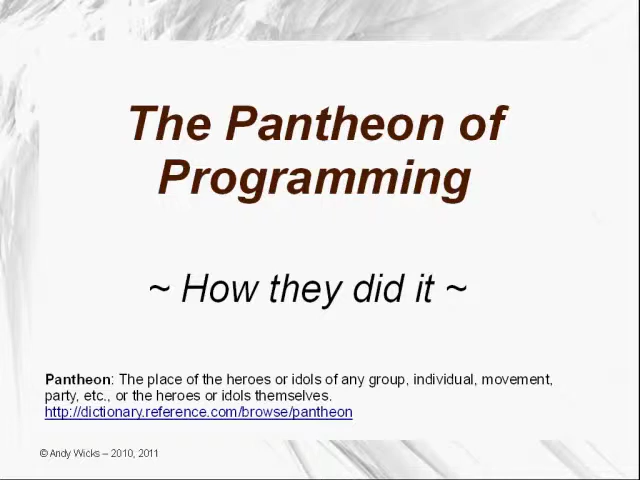 The Pantheon of
Programming
~ How they did it ~
Pantheon: The place of the heroes or idols of any group, individual, movement,
party, etc., or the heroes or idols themselves.
http://dictionary.reference.com/browse/pantheon
© Andy Wicks – 2010, 2011